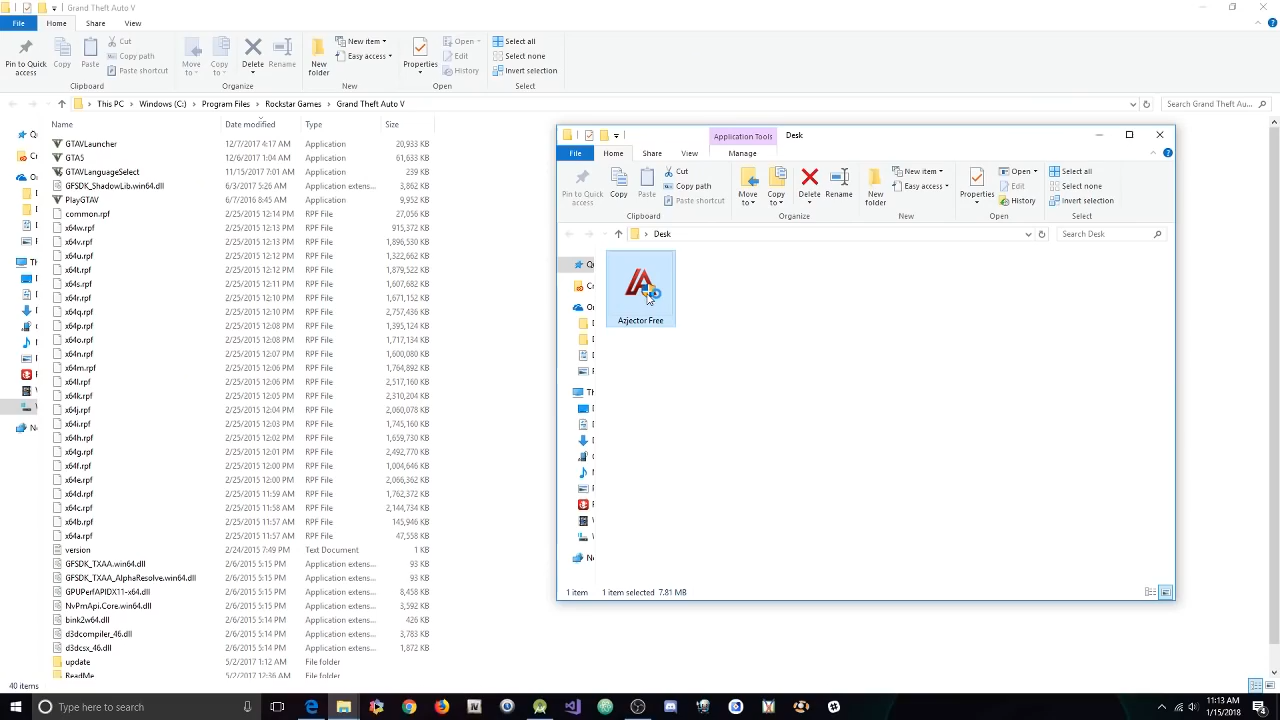 Grand Theft Auto V
File Home Share View
Cut
Copy path
Paste shortcut
Pin to Quick access
Copy
Paste
Move to
Copy to
Delete
Rename
New folder
New item
Easy access
Properties
Open
Edit
History
Select all
Select none
Invert selection
Clipboard Organize New Open Select
This PC Windows (C:) Program Files Rockstar Games Grand Theft Auto V
Search Grand Theft Au...
Name Date modified Type Size
GTAVLauncher 12/7/2017 4:17 AM Application 20,933 KB
GTA5 12/6/2017 1:04 AM Application 61,633 KB
GTAVLanguageSelect 11/15/2017 7:01 AM Application 239 KB
GFSDK_ShadowLib.win64.dll 6/3/2017 5:26 AM Application extens... 3,862 KB
PlayGTAV 6/7/2016 8:45 AM Application 9,952 KB
common.rpf 2/25/2015 12:14 PM RPF File 27,056 KB
x64w.rpf 2/25/2015 12:13 PM RPF File 915,372 KB
x64v.rpf 2/25/2015 12:13 PM RPF File 1,896,530 KB
x64u.rpf 2/25/2015 12:12 PM RPF File 1,322,662 KB
x64t.rpf 2/25/2015 12:12 PM RPF File 1,879,522 KB
x64s.rpf 2/25/2015 12:11 PM RPF File 1,607,682 KB
x64r.rpf 2/25/2015 12:10 PM RPF File 1,671,152 KB
x64q.rpf 2/25/2015 12:10 PM RPF File 2,757,436 KB
x64p.rpf 2/25/2015 12:08 PM RPF File 1,395,124 KB
x64o.rpf 2/25/2015 12:08 PM RPF File 1,717,134 KB
x64n.rpf 2/25/2015 12:07 PM RPF File 1,600,080 KB
x64m.rpf 2/25/2015 12:06 PM RPF File 1,764,892 KB
x64l.rpf 2/25/2015 12:06 PM RPF File 2,517,160 KB
x64k.rpf 2/25/2015 12:05 PM RPF File 2,310,204 KB
x64j.rpf 2/25/2015 12:04 PM RPF File 2,060,078 KB
x64i.rpf 2/25/2015 12:03 PM RPF File 1,745,160 KB
x64h.rpf 2/25/2015 12:02 PM RPF File 1,659,730 KB
x64g.rpf 2/25/2015 12:01 PM RPF File 2,492,770 KB
x64f.rpf 2/25/2015 12:00 PM RPF File 1,004,646 KB
x64e.rpf 2/25/2015 12:00 PM RPF File 2,066,362 KB
x64d.rpf 2/25/2015 11:59 AM RPF File 1,762,372 KB
x64c.rpf 2/25/2015 11:58 AM RPF File 2,144,734 KB
x64b.rpf 2/25/2015 11:57 AM RPF File 145,946 KB
x64a.rpf 2/25/2015 11:57 AM RPF File 47,558 KB
version 2/24/2015 7:49 PM Text Document 1 KB
GFSDK_TXAA.win64.dll 2/6/2015 5:15 PM Application extens... 93 KB
GFSDK_TXAA_AlphaResolve.win64.dll 2/6/2015 5:15 PM Application extens... 93 KB
GPUPerfAPIDX11-x64.dll 2/6/2015 5:15 PM Application extens... 8,458 KB
NvPmApi.Core.win64.dll 2/6/2015 5:15 PM Application extens... 3,592 KB
bink2w64.dll 2/6/2015 5:14 PM Application extens... 426 KB
d3dcompiler_46.dll 2/6/2015 5:14 PM Application extens... 3,783 KB
d3dcsx_46.dll 2/6/2015 5:14 PM Application extens... 1,872 KB
update 5/2/2017 1:12 AM File folder
ReadMe 5/2/2017 12:36 AM File folder
40 items
Application Tools Desk
File Home Share View Manage
Pin to Quick access
Copy
Paste
Cut
Copy path
Paste shortcut
Move to
Copy to
Delete
Rename
New folder
New item
Easy access
Properties
Open
Edit
History
Select all
Select none
Invert selection
Clipboard Organize New Open Select
Desk
Search Desk
Azjector Free
1 item 1 item selected 7.81 MB
Type here to search
11:13 AM
1/15/2018